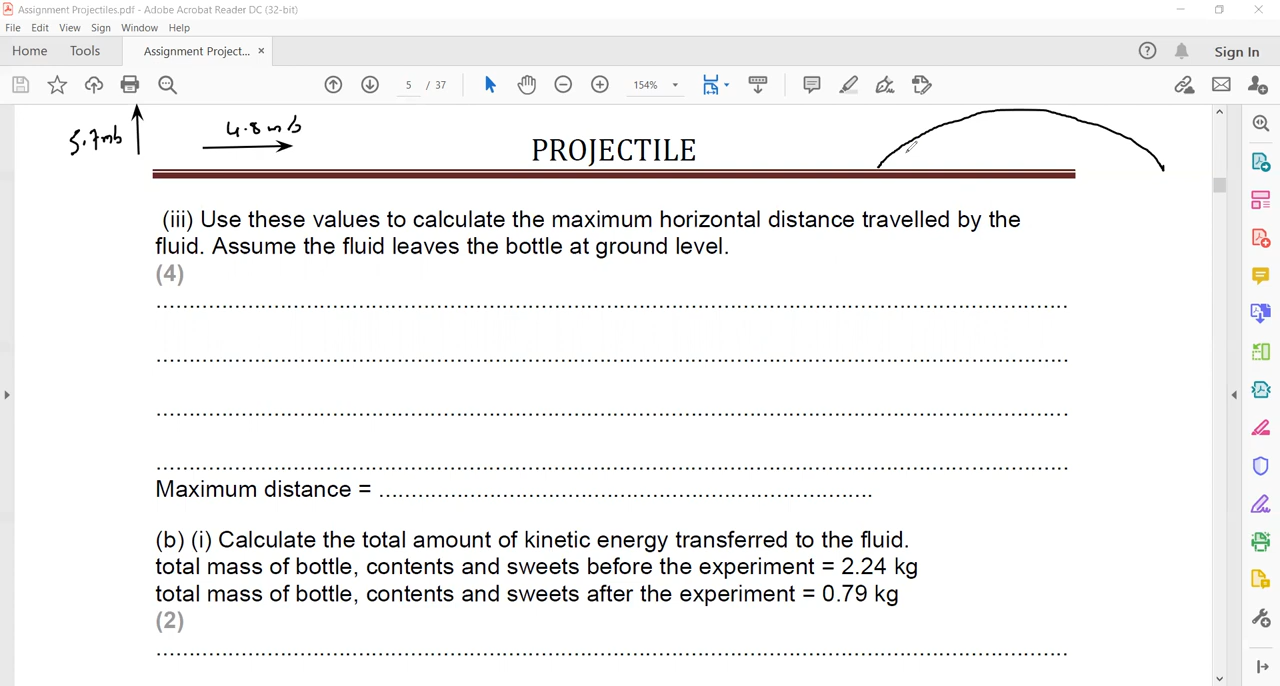 Assignment Projectiles.pdf - Adobe Acrobat Reader DC (32-bit)
File Edit View Sign Window Help
Home Tools Assignment Project... × Sign In
5 / 37 154%
5.7 4.8
PROJECTILE
(iii) Use these values to calculate the maximum horizontal distance travelled by the
fluid. Assume the fluid leaves the bottle at ground level.
(4)
................................................................................
................................................................................
................................................................................
................................................................................
Maximum distance = ................................................................
(b) (i) Calculate the total amount of kinetic energy transferred to the fluid.
total mass of bottle, contents and sweets before the experiment = 2.24 kg
total mass of bottle, contents and sweets after the experiment = 0.79 kg
(2)
................................................................................